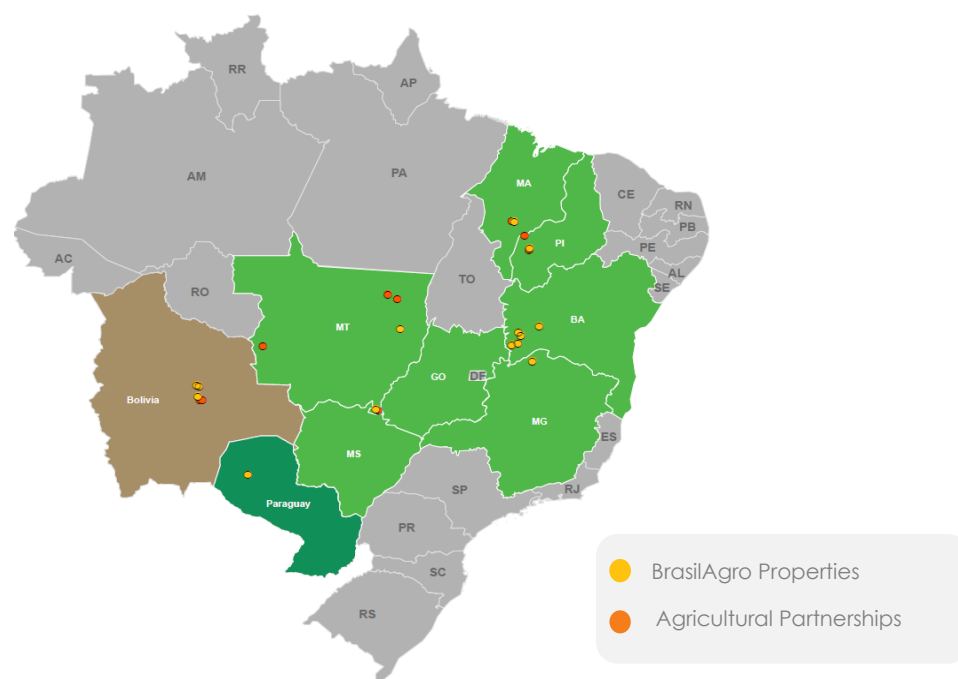 RR
AP
AM
PA
MA
CE
RN
PB
PI
PE
AC
AL
TO
SE
RO
BA
MT
GO
DF
Bolivia
MG
ES
MS
SP
RJ
Paraguay
PR
SC
RS
BrasilAgro Properties
Agricultural Partnerships